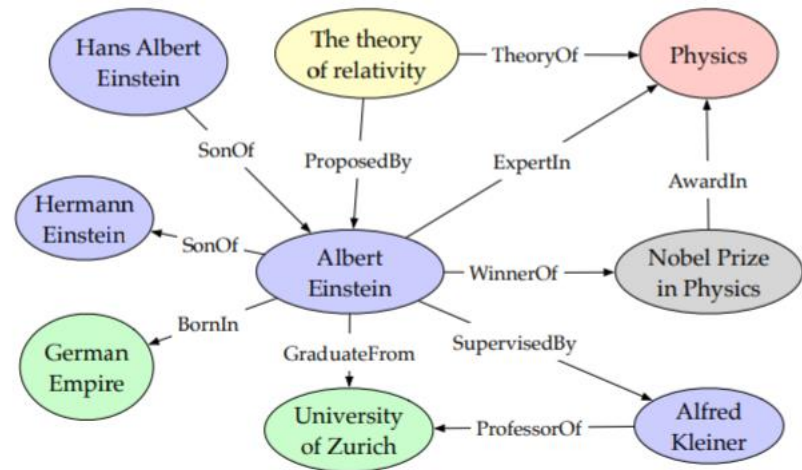 Hans Albert
Einstein
The theory
of relativity
TheoryOf
Physics
SonOf
ProposedBy
ExpertIn
AwardIn
Hermann
Einstein
SonOf
Albert
Einstein
WinnerOf
Nobel Prize
in Physics
BornIn
German
Empire
GraduateFrom
SupervisedBy
University
of Zurich
ProfessorOf
Alfred
Kleiner